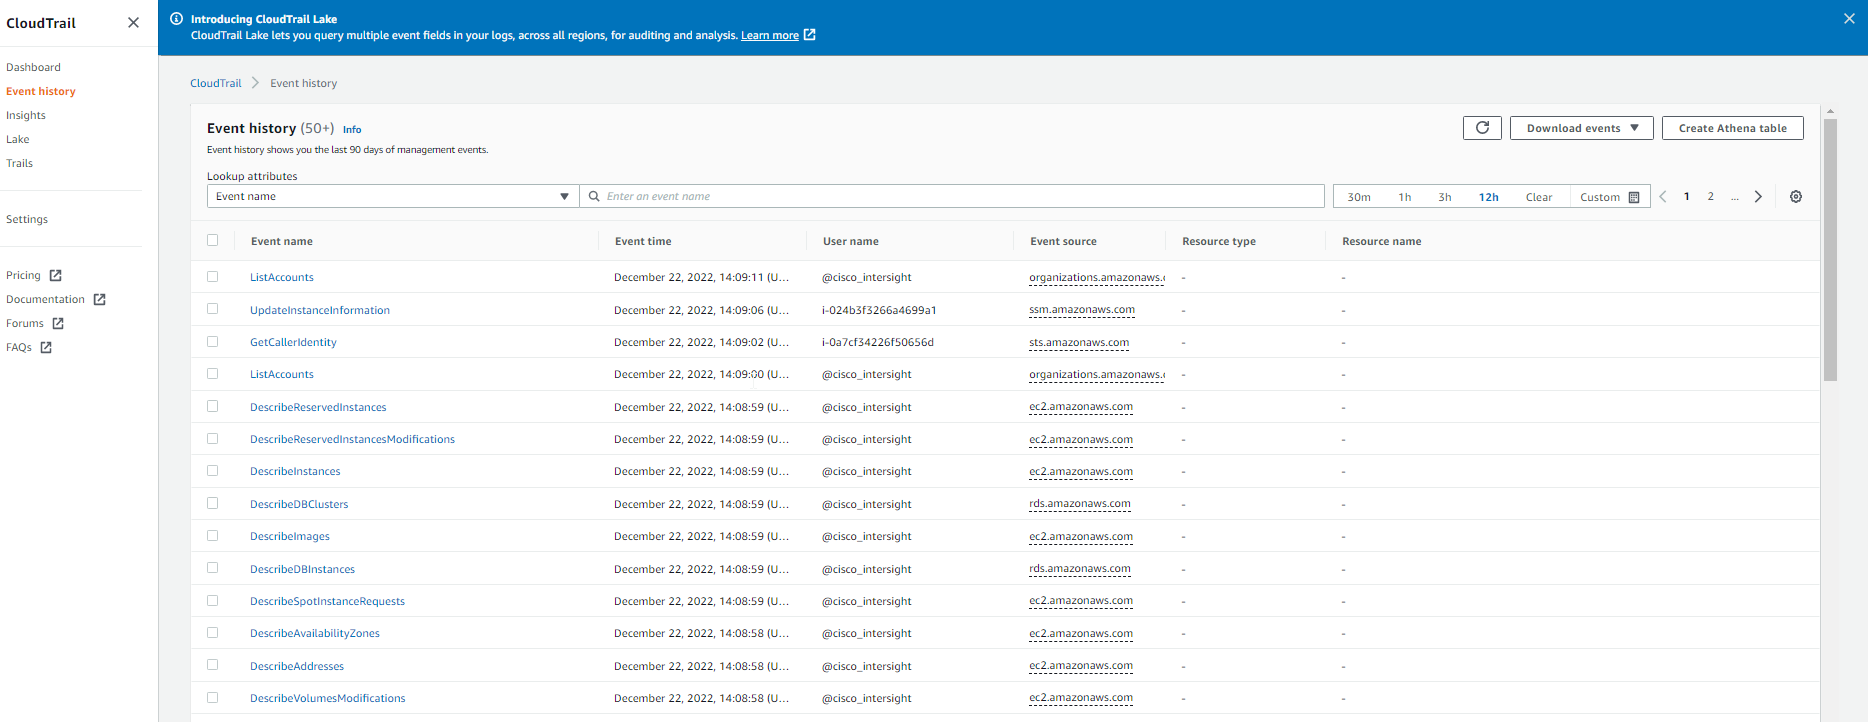 CloudTrail
Introducing CloudTrail Lake
CloudTrail Lake lets you query multiple event fields in your logs, across all regions, for auditing and analysis. Learn more
Dashboard
Event history
Insights
Lake
Trails
Settings
Pricing
Documentation
Forums
FAQs
CloudTrail > Event history
Event history (50+) Info
Event history shows you the last 90 days of management events.
Download events
Create Athena table
Lookup attributes
Event name Enter an event name 30m 1h 3h 12h Clear Custom 1 2 ...
Event name Event time User name Event source Resource type Resource name
ListAccounts December 22, 2022, 14:09:11 (U... @cisco_intersight organizations.amazonaws.c - -
UpdateInstanceInformation December 22, 2022, 14:09:06 (U... i-024b3f3266a4699a1 ssm.amazonaws.com - -
GetCallerIdentity December 22, 2022, 14:09:02 (U... i-0a7cf34226f50656d sts.amazonaws.com - -
ListAccounts December 22, 2022, 14:09:00 (U... @cisco_intersight organizations.amazonaws.c - -
DescribeReservedInstances December 22, 2022, 14:08:59 (U... @cisco_intersight ec2.amazonaws.com - -
DescribeReservedInstancesModifications December 22, 2022, 14:08:59 (U... @cisco_intersight ec2.amazonaws.com - -
DescribeInstances December 22, 2022, 14:08:59 (U... @cisco_intersight ec2.amazonaws.com - -
DescribeDBClusters December 22, 2022, 14:08:59 (U... @cisco_intersight rds.amazonaws.com - -
DescribeImages December 22, 2022, 14:08:59 (U... @cisco_intersight ec2.amazonaws.com - -
DescribeDBInstances December 22, 2022, 14:08:59 (U... @cisco_intersight rds.amazonaws.com - -
DescribeSpotInstanceRequests December 22, 2022, 14:08:59 (U... @cisco_intersight ec2.amazonaws.com - -
DescribeAvailabilityZones December 22, 2022, 14:08:58 (U... @cisco_intersight ec2.amazonaws.com - -
DescribeAddresses December 22, 2022, 14:08:58 (U... @cisco_intersight ec2.amazonaws.com - -
DescribeVolumesModifications December 22, 2022, 14:08:58 (U... @cisco_intersight ec2.amazonaws.com - -